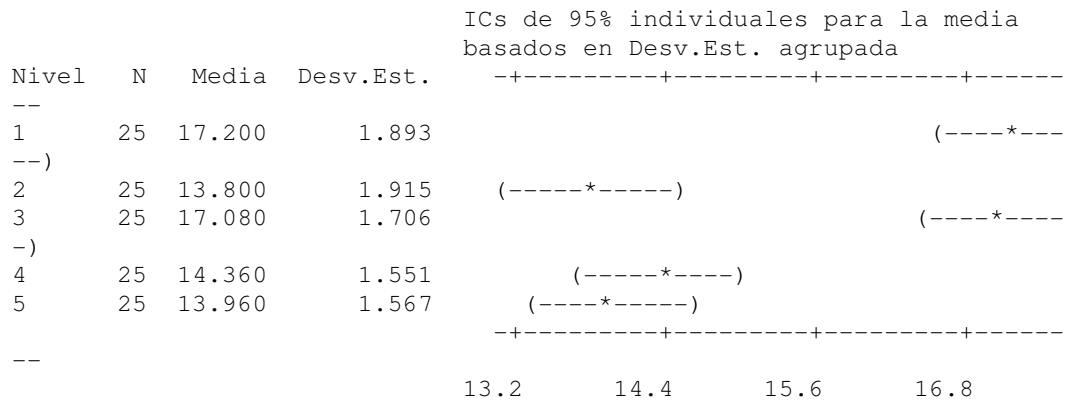 ICs de 95% individuales para la media
basados en Desv.Est. agrupada
Nivel   N   Media  Desv.Est.    -+---------+---------+---------+------
--
1      25  17.200      1.893                                 (----*---
--)
2      25  13.800      1.915    (-----*-----)
3      25  17.080      1.706                                (----*----
-)
4      25  14.360      1.551         (-----*----)
5      25  13.960      1.567      (----*-----)
                                -+---------+---------+---------+------
--
13.2      14.4      15.6      16.8